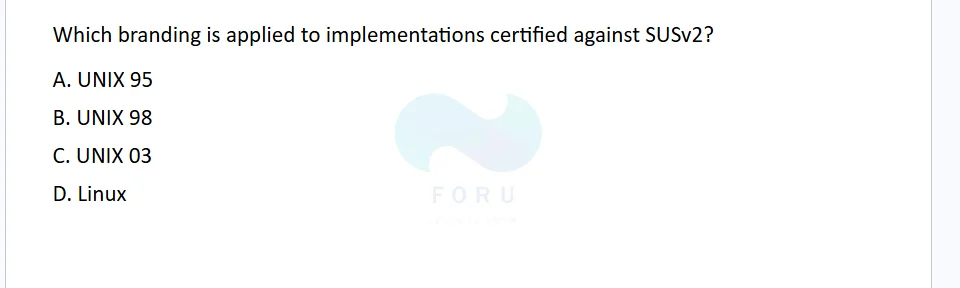 Which branding is applied to implementations certified against SUSv2?
A. UNIX 95
B. UNIX 98
C. UNIX 03
D. Linux
FORU